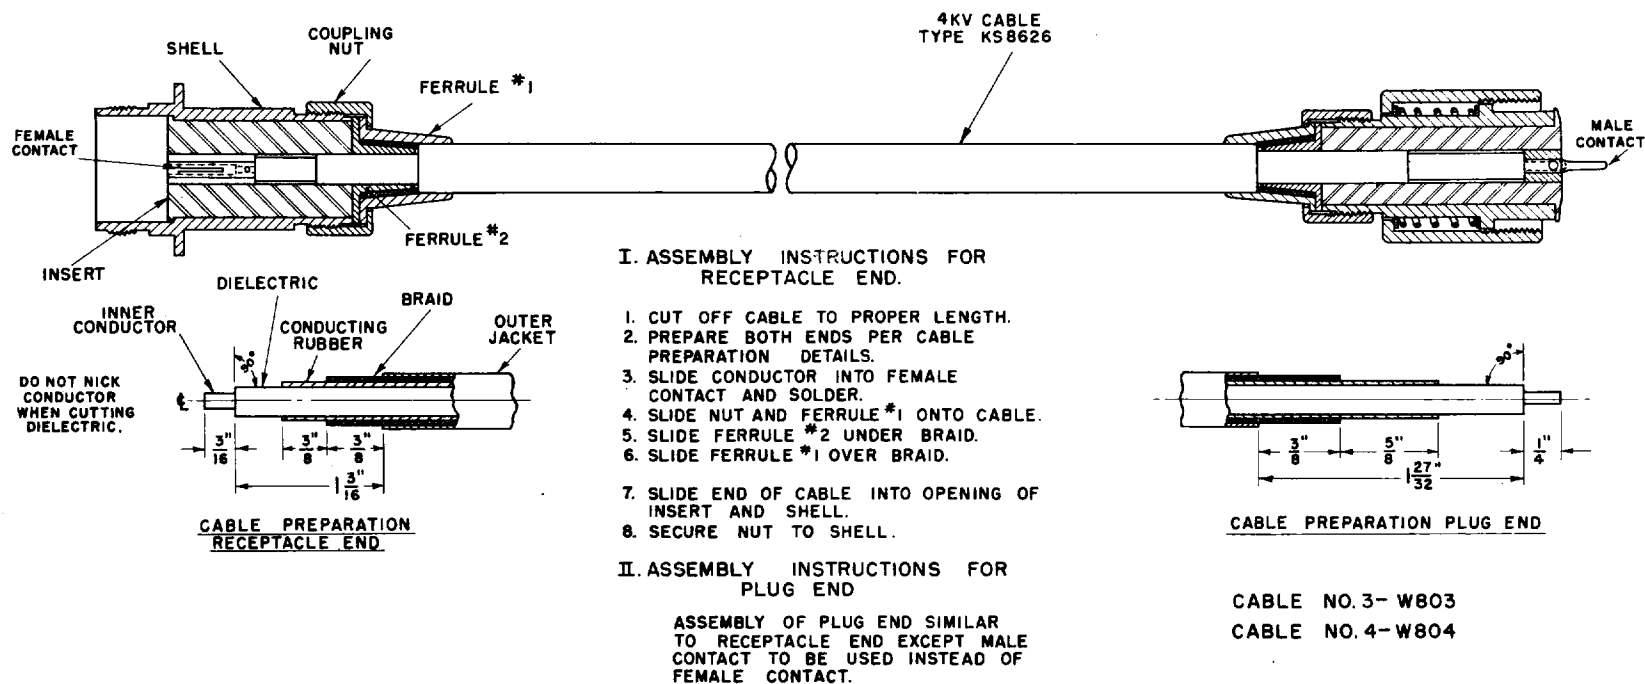 4KV CABLE
TYPE KS8626
COUPLING
NUT
SHELL
FERRULE #1
FEMALE
CONTACT
MALE
CONTACT
FERRULE #2
INSERT
I. ASSEMBLY INSTRUCTIONS FOR
RECEPTACLE END.
1. CUT OFF CABLE TO PROPER LENGTH.
2. PREPARE BOTH ENDS PER CABLE
PREPARATION DETAILS.
3. SLIDE CONDUCTOR INTO FEMALE
CONTACT AND SOLDER.
4. SLIDE NUT AND FERRULE #1 ONTO CABLE.
5. SLIDE FERRULE #2 UNDER BRAID.
6. SLIDE FERRULE #1 OVER BRAID.
7. SLIDE END OF CABLE INTO OPENING OF
INSERT AND SHELL.
8. SECURE NUT TO SHELL.
II. ASSEMBLY INSTRUCTIONS FOR
PLUG END
ASSEMBLY OF PLUG END SIMILAR
TO RECEPTACLE END EXCEPT MALE
CONTACT TO BE USED INSTEAD OF
FEMALE CONTACT.
DIELECTRIC
BRAID
INNER
CONDUCTOR
CONDUCTING
RUBBER
OUTER
JACKET
90°
DO NOT NICK
CONDUCTOR
WHEN CUTTING
DIELECTRIC.
℄
3/16"
3/8"
3/8"
1 3/16"
CABLE PREPARATION
RECEPTACLE END
90°
3/8"
5/8"
1/4"
1 27/32"
CABLE PREPARATION PLUG END
CABLE NO. 3- W803
CABLE NO. 4- W804